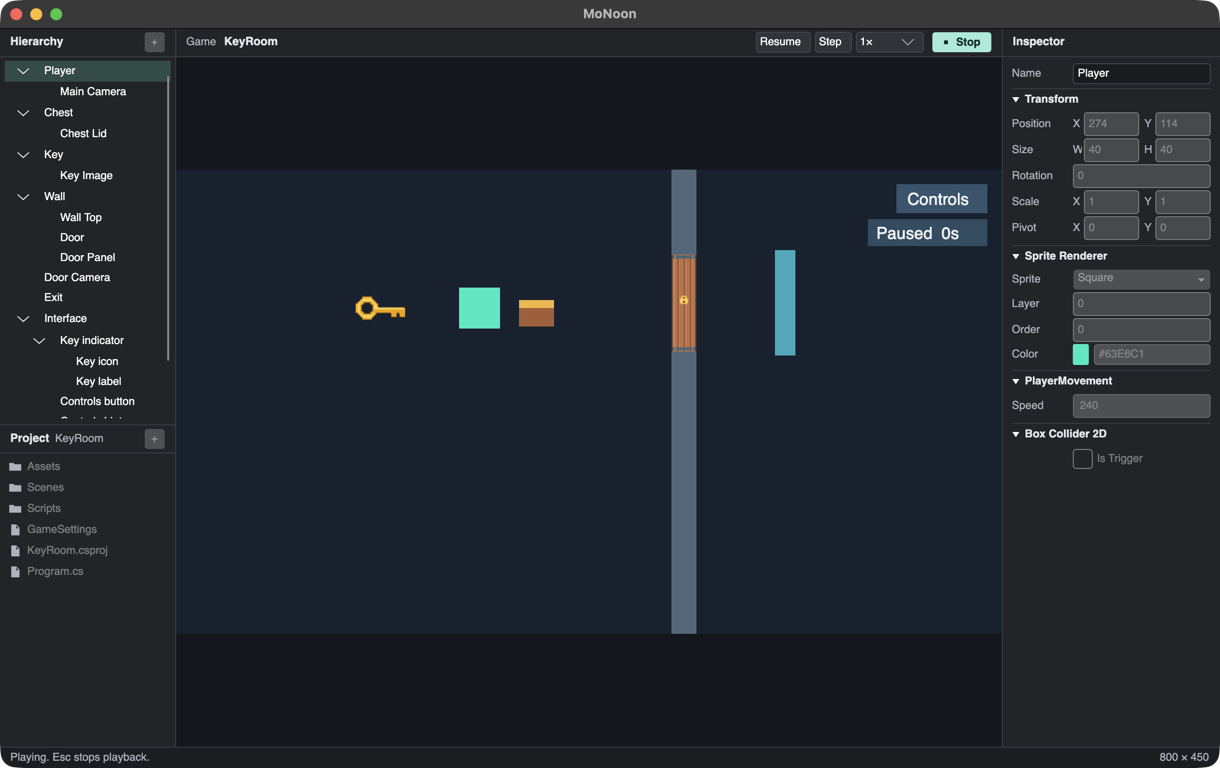 MoNoon
Hierarchy +
Game KeyRoom Resume Step 1× Stop
Inspector
Player
Main Camera
Chest
Chest Lid
Key
Key Image
Wall
Wall Top
Door
Door Panel
Door Camera
Exit
Interface
Key indicator
Key icon
Key label
Controls button
Project KeyRoom +
Assets
Scenes
Scripts
GameSettings
KeyRoom.csproj
Program.cs
Controls
Paused 0s
Name Player
Transform
Position X 274 Y 114
Size W 40 H 40
Rotation 0
Scale X 1 Y 1
Pivot X 0 Y 0
Sprite Renderer
Sprite Square
Layer 0
Order 0
Color #63E6C1
PlayerMovement
Speed 240
Box Collider 2D
Is Trigger
Playing. Esc stops playback.
800 × 450